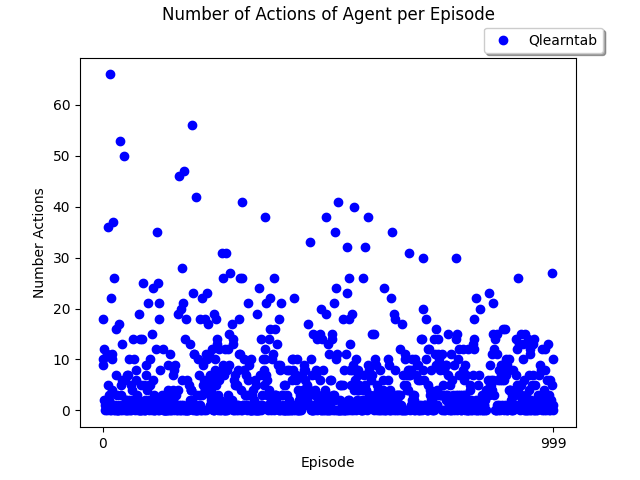 Number of Actions of Agent per Episode
Qlearntab
60
50
40
30
20
10
0
Number Actions
0 999
Episode